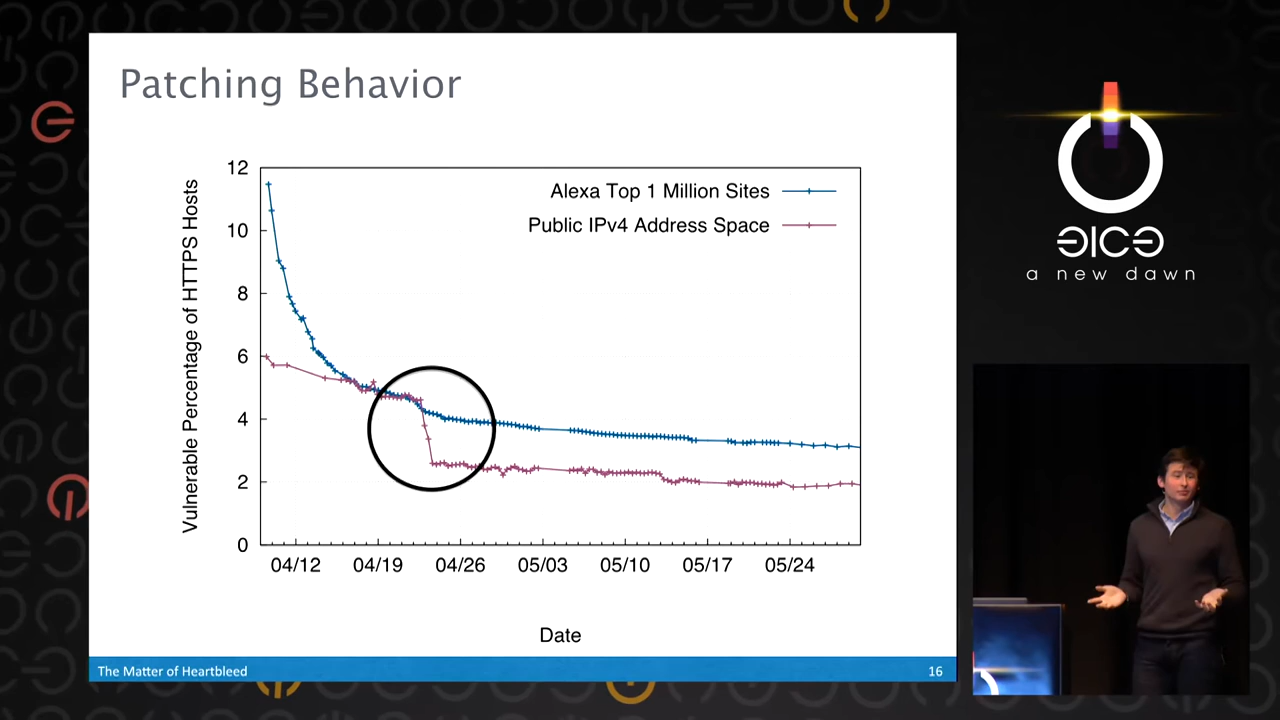 Patching Behavior
Vulnerable Percentage of HTTPS Hosts
12
10
8
6
4
2
0
Alexa Top 1 Million Sites
Public IPv4 Address Space
04/12 04/19 04/26 05/03 05/10 05/17 05/24
Date
The Matter of Heartbleed 16
a new dawn